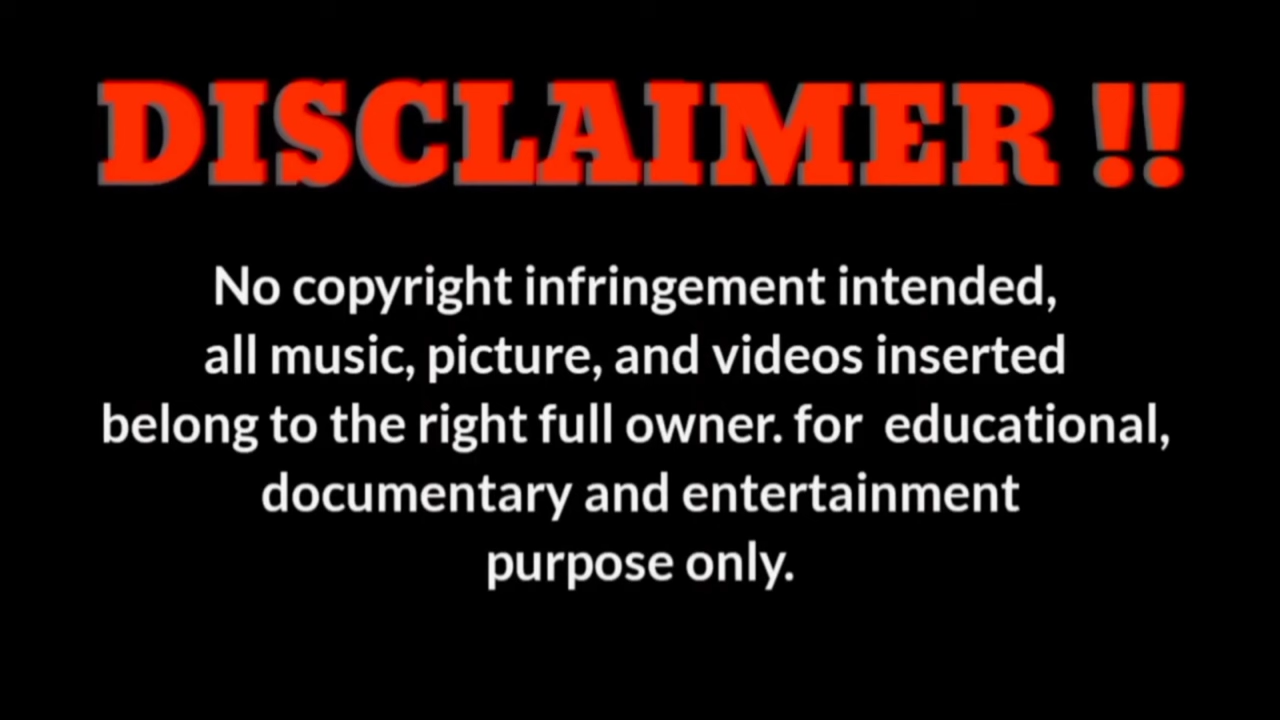 DISCLAIMER !!
No copyright infringement intended,
all music, picture, and videos inserted
belong to the right full owner. for  educational,
documentary and entertainment
purpose only.